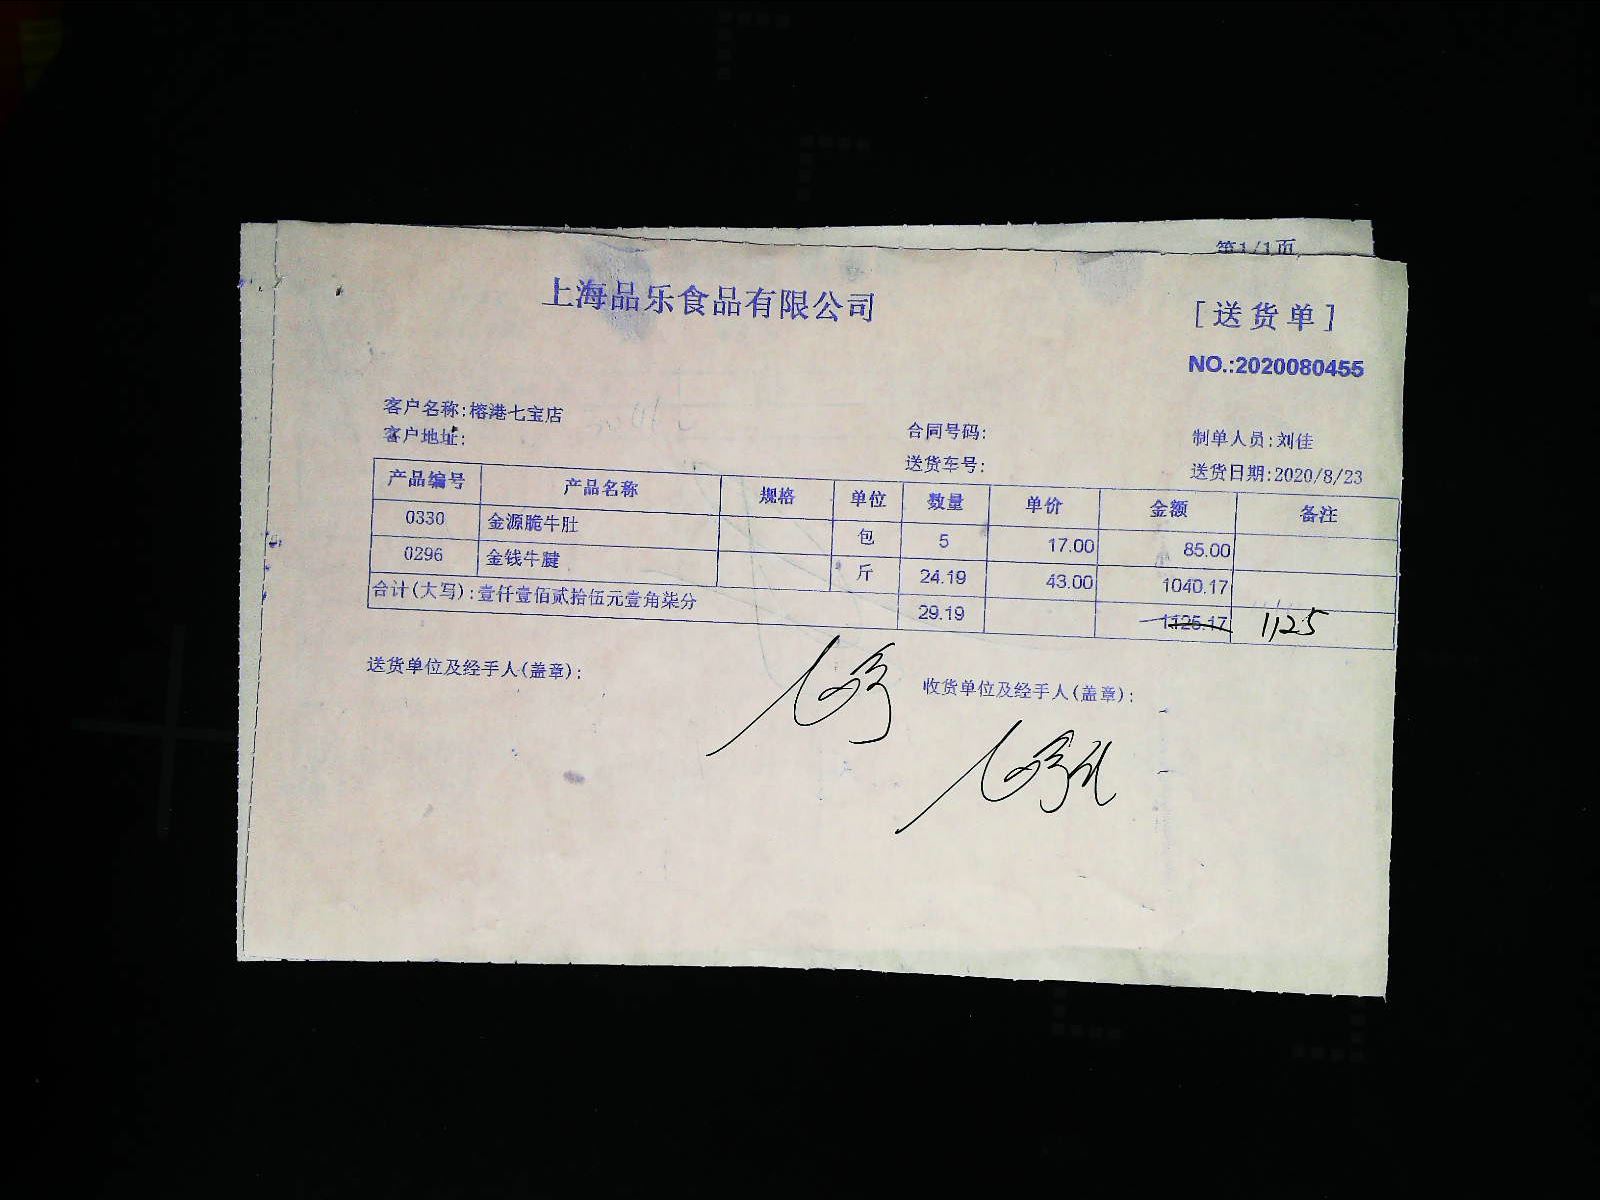 第1/1页
上海品乐食品有限公司
[送货单]
NO.:2020080455
客户名称:榕港七宝店
客户地址:
合同号码:
制单人员:刘佳
送货车号:
送货日期:2020/8/23
产品编号 产品名称 规格 单位 数量 单价 金额 备注
0330 金源脆牛肚 包 5 17.00 85.00
0296 金钱牛腱 斤 24.19 43.00 1040.17
合计(大写):壹仟壹佰贰拾伍元壹角柒分 29.19 1125.17 1125
送货单位及经手人(盖章):
收货单位及经手人(盖章):